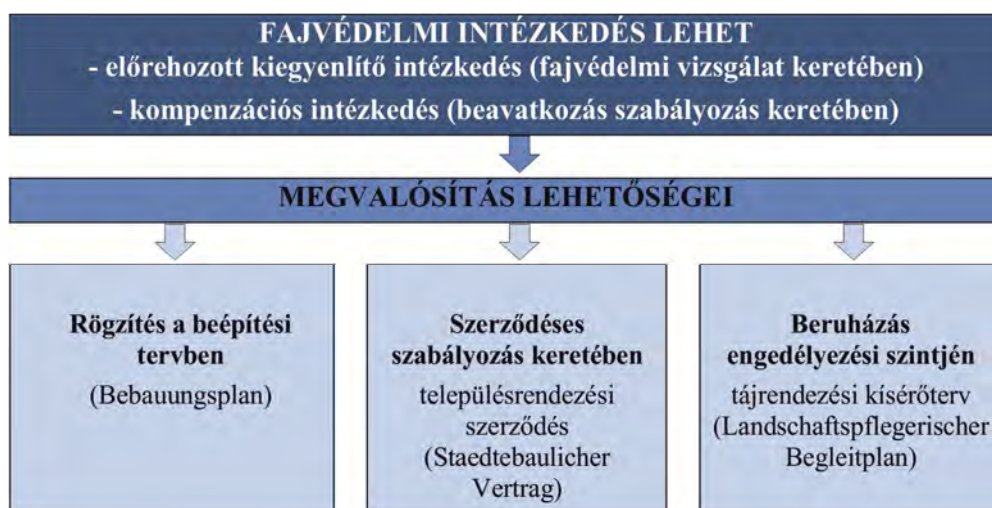 FAJVÉDELMI INTÉZKEDÉS LEHET
- előrehozott kiegyenlítő intézkedés (fajvédelmi vizsgálat keretében)
- kompenzációs intézkedés (beavatkozás szabályozás keretében)
MEGVALÓSÍTÁS LEHETŐSÉGEI
Rögzítés a beépítési
tervben
(Bebauungsplan)
Szerződéses
szabályozás keretében
településrendezési
szerződés
(Staedtebaulicher
Vertrag)
Beruházás
engedélyezési szintjén
tájrendezési kísérőterv
(Landschaftspflegerischer
Begleitplan)